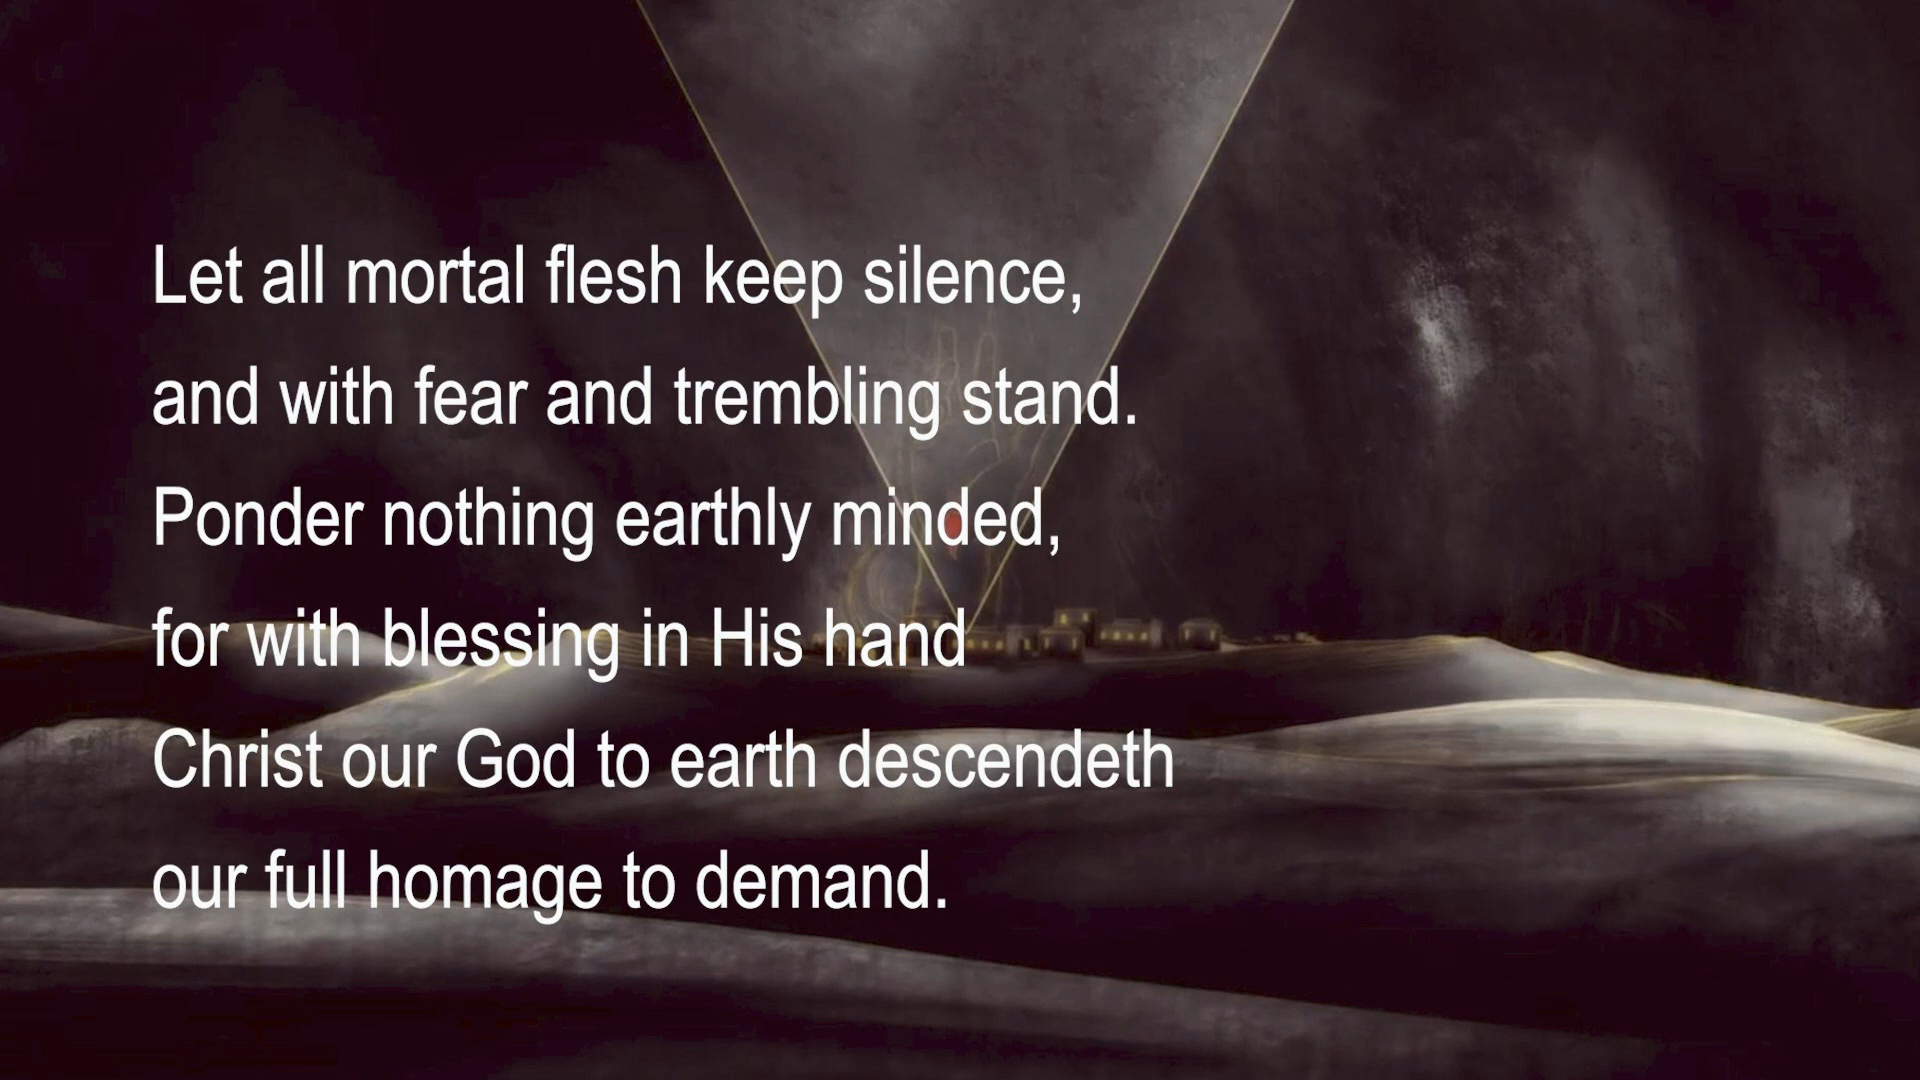 Let all mortal flesh keep silence,
and with fear and trembling stand.
Ponder nothing earthly minded,
for with blessing in His hand
Christ our God to earth descendeth
our full homage to demand.